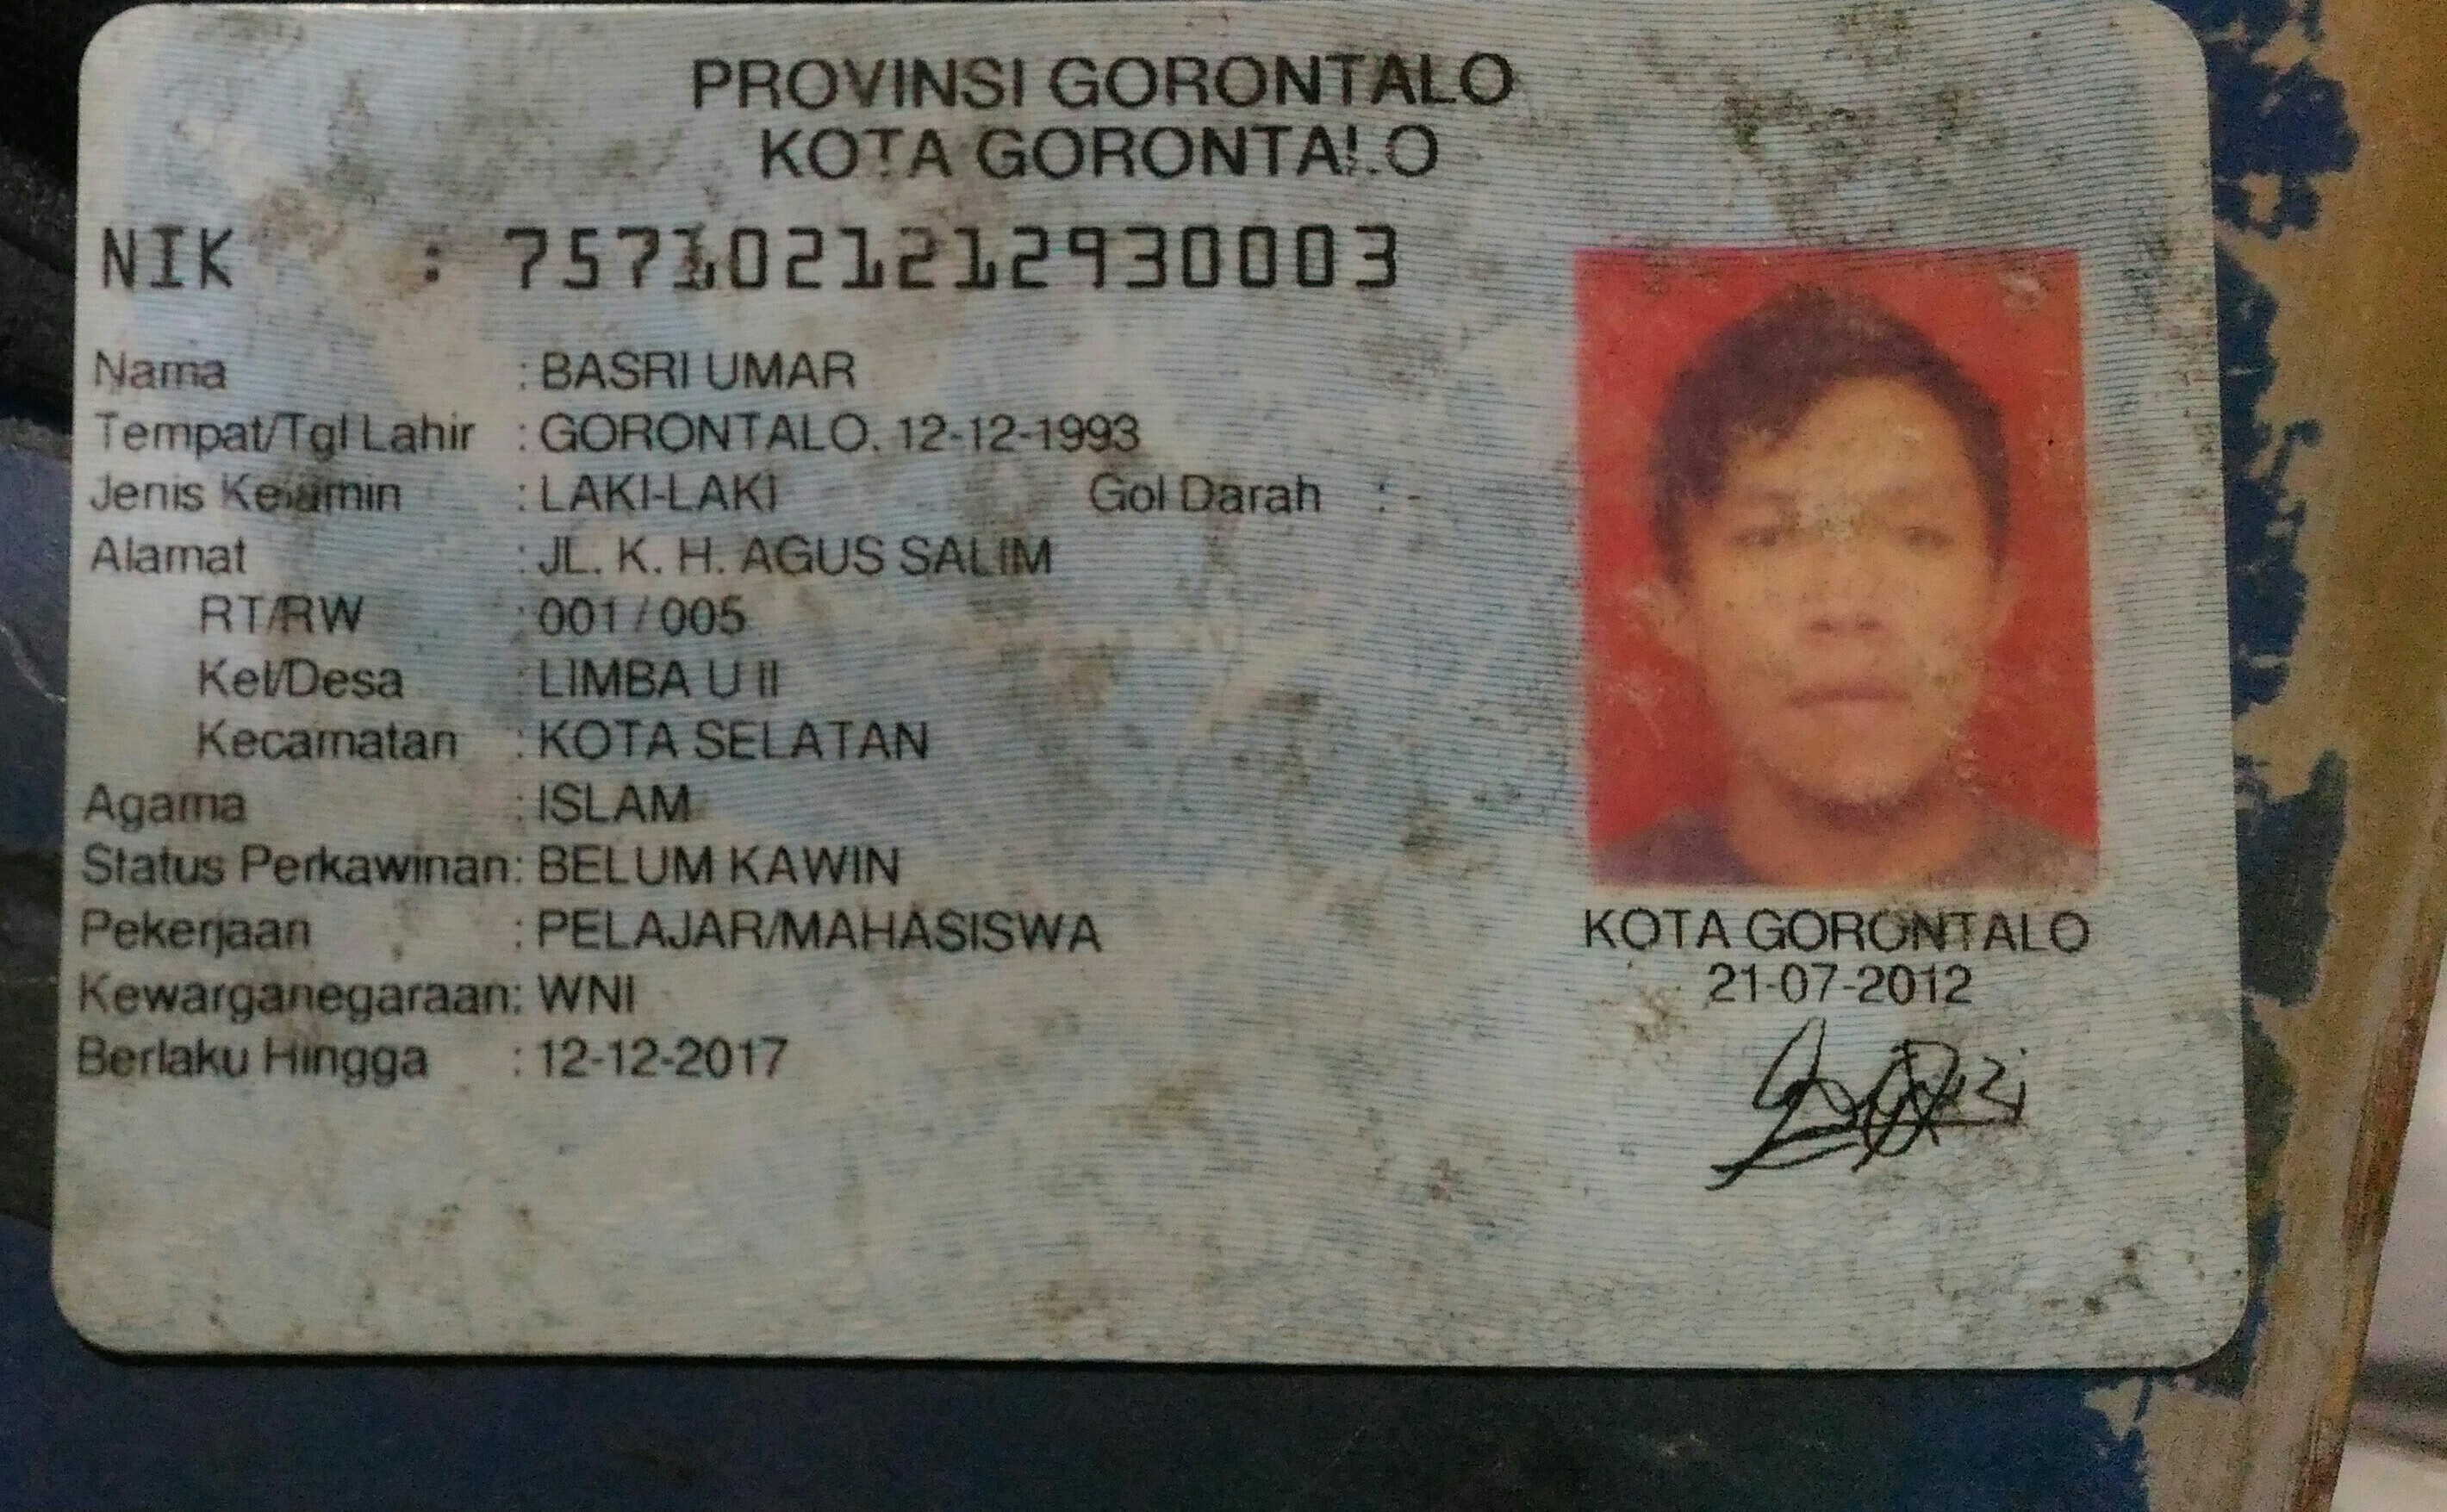 PROVINSI GORONTALO
KOTA GORONTALO
NIK : 7571021212930003
Nama : BASRI UMAR
Tempat/Tgl Lahir : GORONTALO, 12-12-1993
Jenis Kelamin : LAKI-LAKI Gol Darah : -
Alamat : JL. K. H. AGUS SALIM
RT/RW : 001 / 005
Kel/Desa : LIMBA U II
Kecamatan : KOTA SELATAN
Agama : ISLAM
Status Perkawinan : BELUM KAWIN
Pekerjaan : PELAJAR/MAHASISWA
Kewarganegaraan : WNI
Berlaku Hingga : 12-12-2017
KOTA GORONTALO
21-07-2012